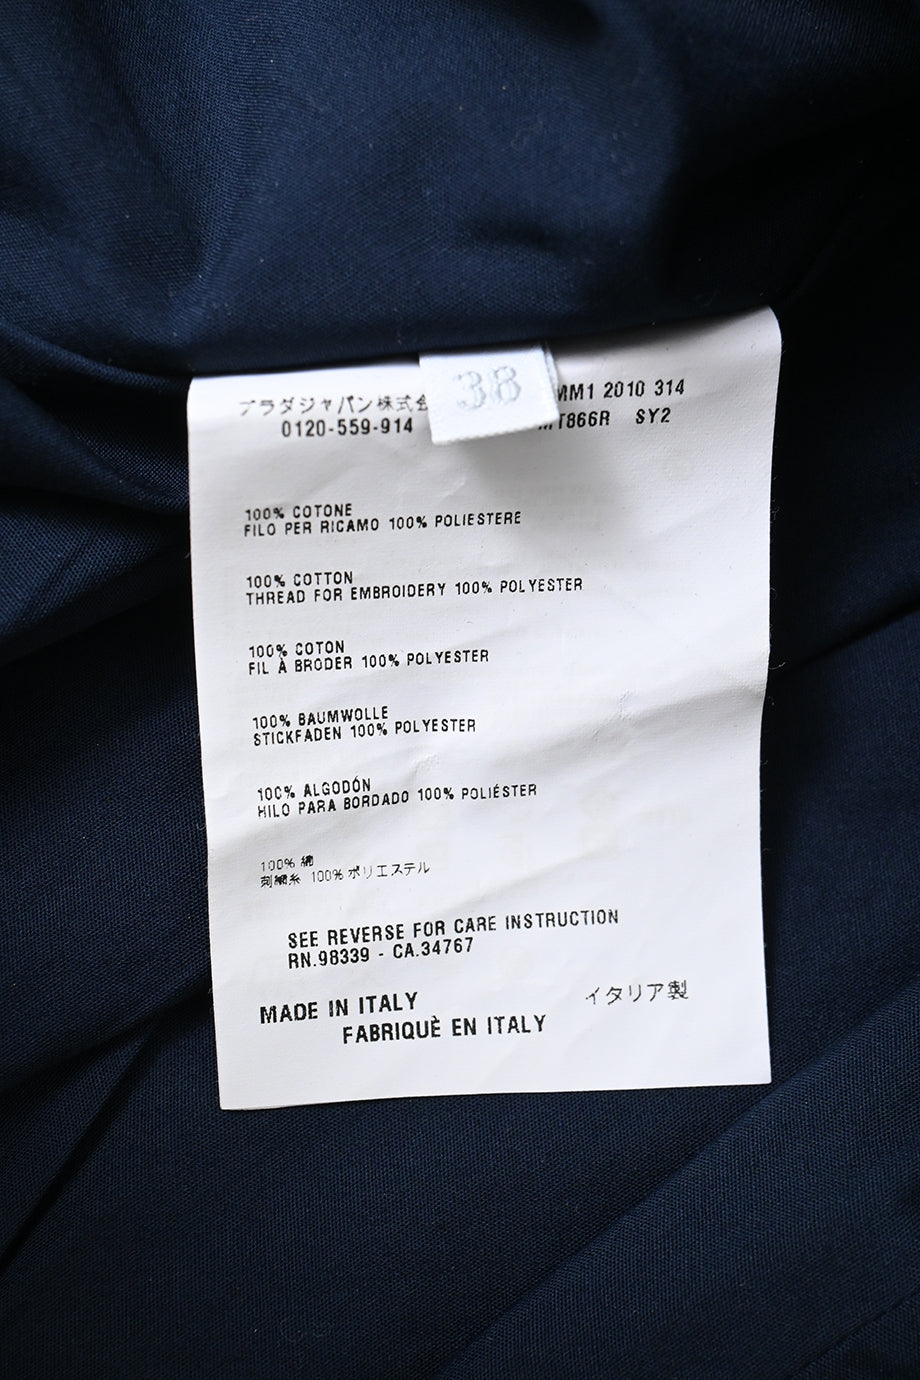 プラダジャパン株式会
0120-559-914
38
MM1 2010 314
SY2
100% COTONE
FILO PER RICAMO 100% POLIESTERE
100% COTTON
THREAD FOR EMBROIDERY 100% POLYESTER
100% COTON
FIL À BRODER 100% POLYESTER
100% BAUMWOLLE
STICKFADEN 100% POLYESTER
100% ALGODÓN
HILO PARA BORDADO 100% POLIÉSTER
100% 綿
刺繍糸 100% ポリエステル
SEE REVERSE FOR CARE INSTRUCTION
RN.98339 - CA.34767
MADE IN ITALY
イタリア製
FABRIQUÈ EN ITALY